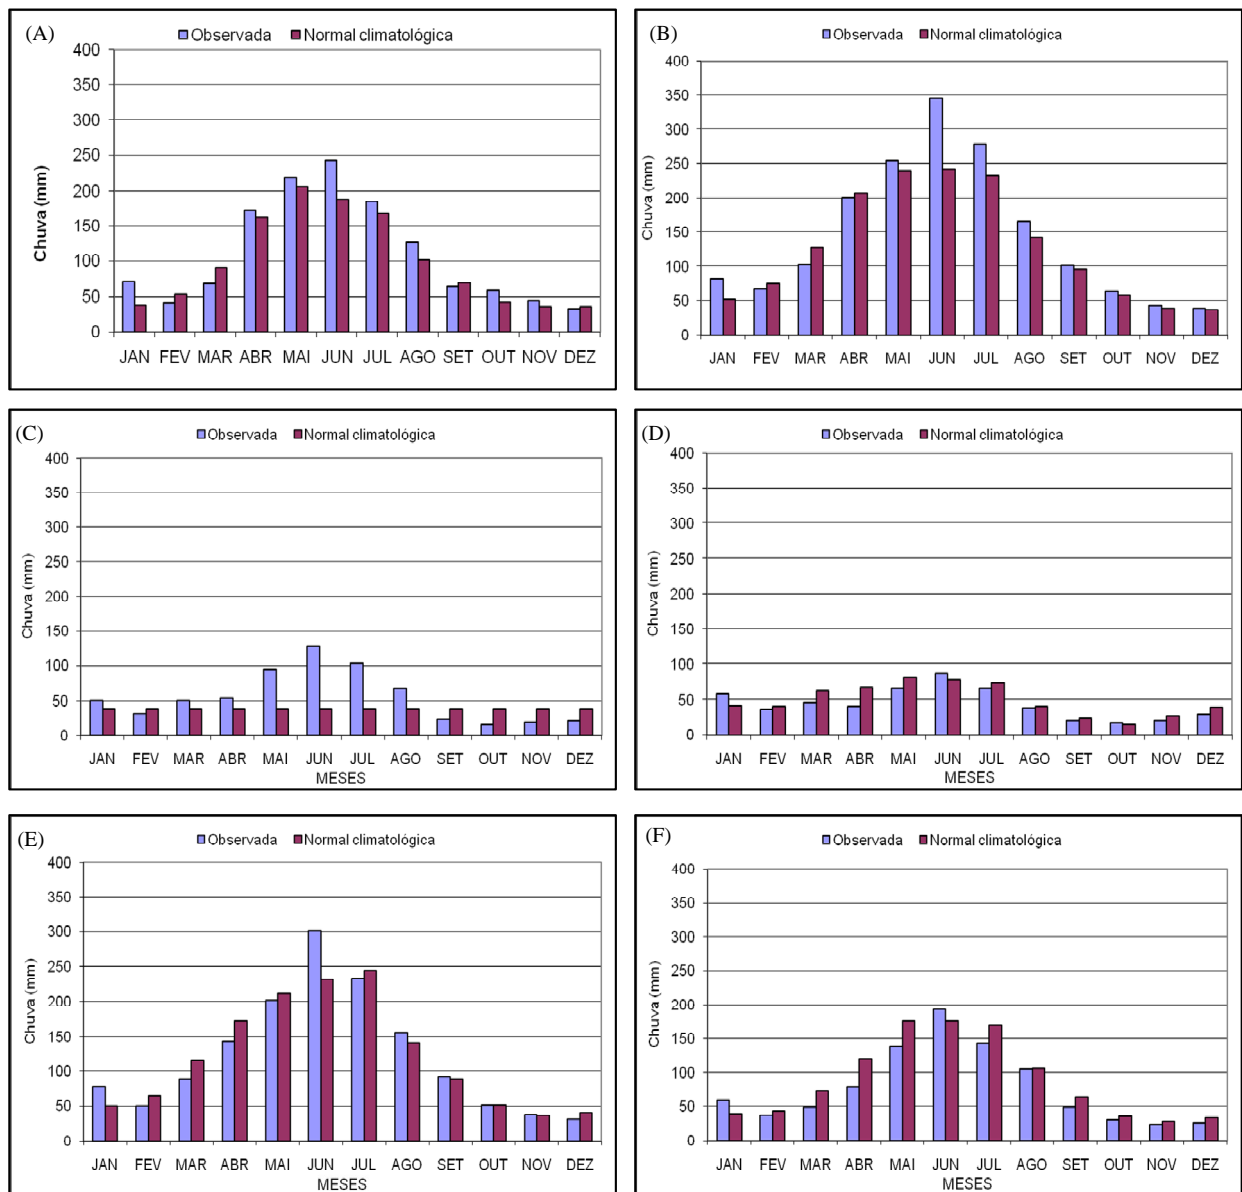 (A)
Observada Normal climatológica
Chuva (mm)
400
350
300
250
200
150
100
50
0
JAN FEV MAR ABR MAI JUN JUL AGO SET OUT NOV DEZ
(B)
Observada Normal climatológica
Chuva (mm)
400
350
300
250
200
150
100
50
0
JAN FEV MAR ABR MAI JUN JUL AGO SET OUT NOV DEZ
(C)
Observada Normal climatológica
Chuva (mm)
400
350
300
250
200
150
100
50
0
JAN FEV MAR ABR MAI JUN JUL AGO SET OUT NOV DEZ
MESES
(D)
Observada Normal climatológica
Chuva (mm)
400
350
300
250
200
150
100
50
0
JAN FEV MAR ABR MAI JUN JUL AGO SET OUT NOV DEZ
MESES
(E)
Observada Normal climatológica
Chuva (mm)
400
350
300
250
200
150
100
50
0
JAN FEV MAR ABR MAI JUN JUL AGO SET OUT NOV DEZ
MESES
(F)
Observada Normal climatológica
Chuva (mm)
400
350
300
250
200
150
100
50
0
JAN FEV MAR ABR MAI JUN JUL AGO SET OUT NOV DEZ
MESES